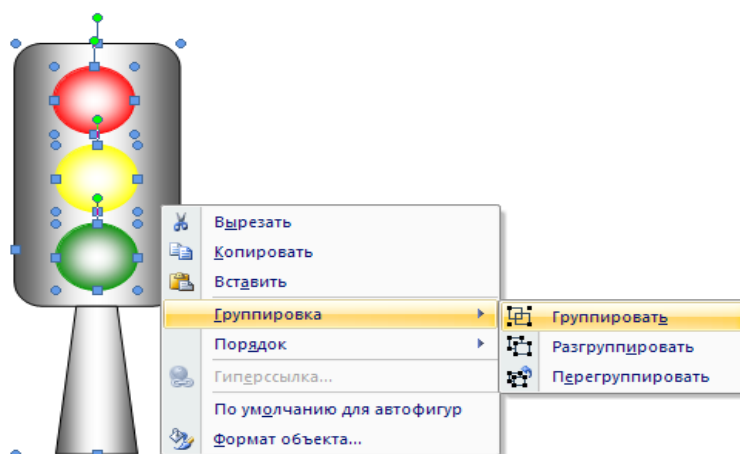 Вырезать
Копировать
Вставить
Группировка
Группировать
Порядок
Разгруппировать
Гиперссылка...
Перегруппировать
По умолчанию для автофигур
Формат объекта...